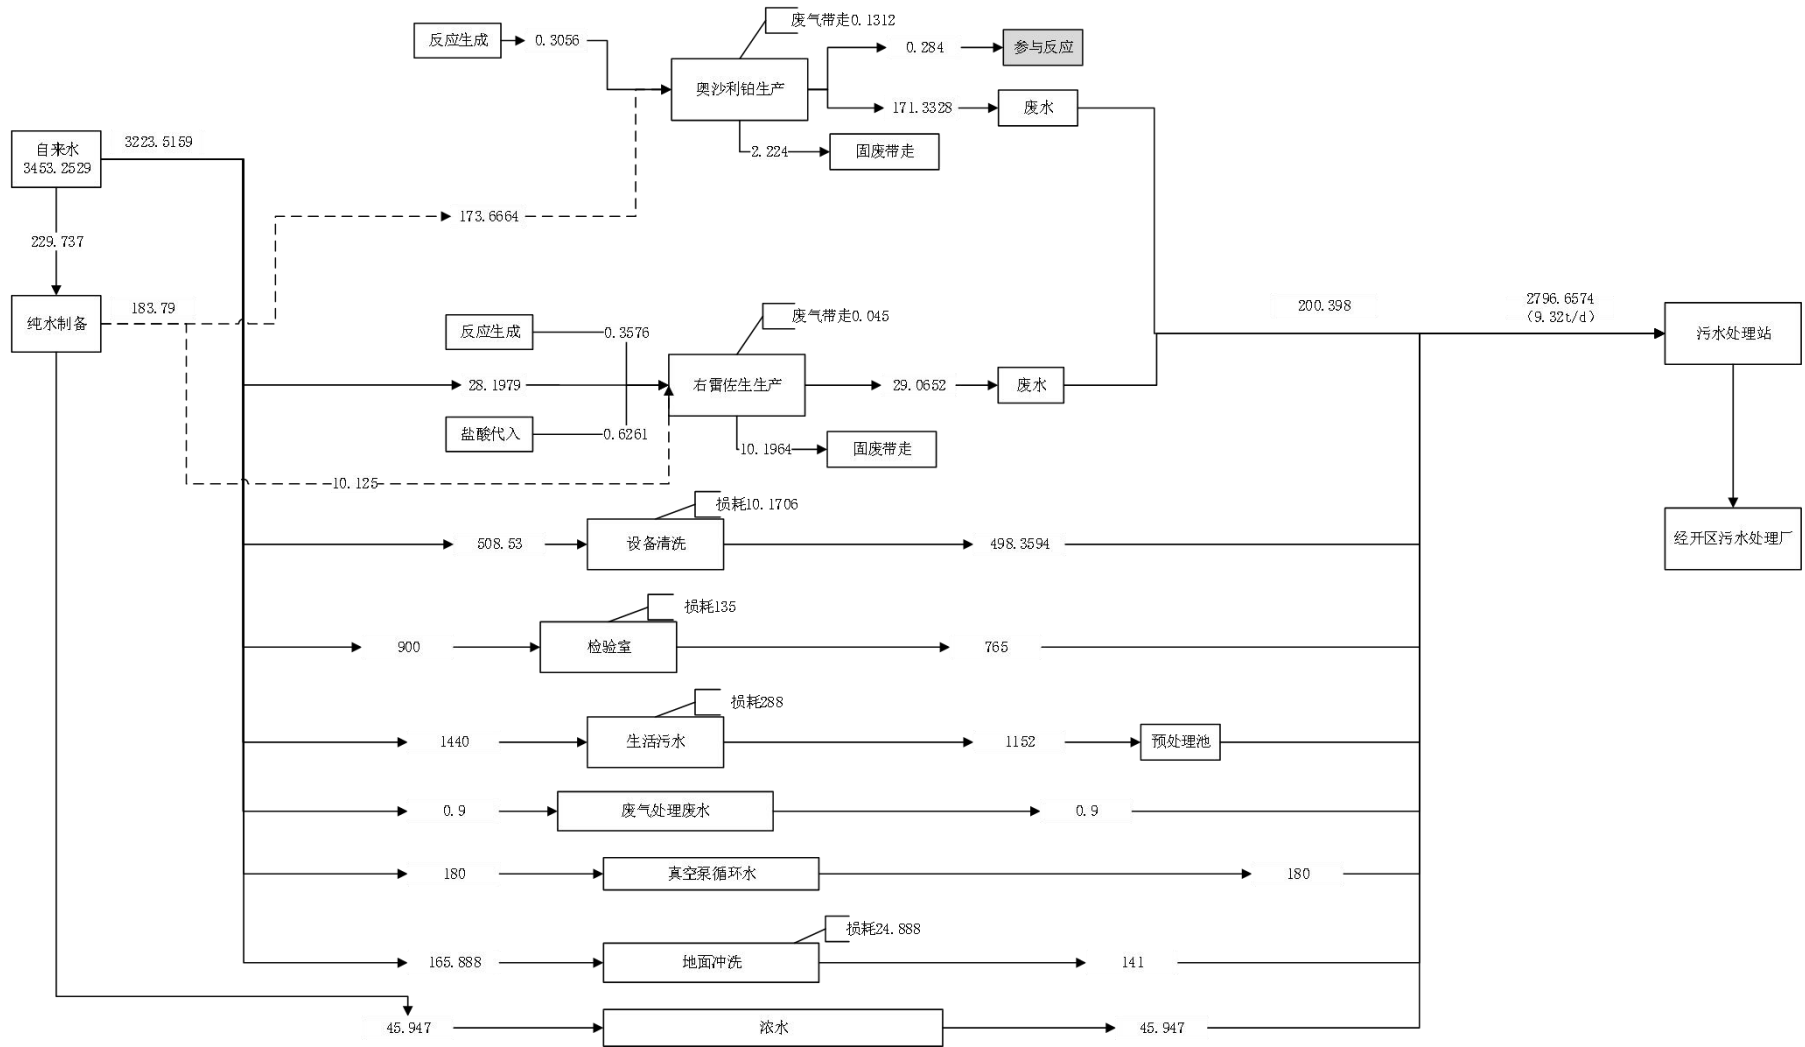 废气带走0.1312
反应生成
0.3056
0.284
参与反应
奥沙利铂生产
171.3328
废水
自来水
3453.2529
3223.5159
2.224
固废带走
173.6664
229.737
纯水制备
183.79
反应生成
0.3576
废气带走0.045
200.398
2796.6574
(9.32t/d)
污水处理站
28.1979
右雷佐生生产
29.0652
废水
盐酸代入
0.6261
10.1964
固废带走
10.125
损耗10.1706
508.53
设备清洗
498.3594
经开区污水处理厂
损耗135
900
检验室
765
损耗288
1440
生活污水
1152
预处理池
0.9
废气处理废水
0.9
180
真空泵循环水
180
损耗24.888
165.888
地面冲洗
141
45.947
浓水
45.947